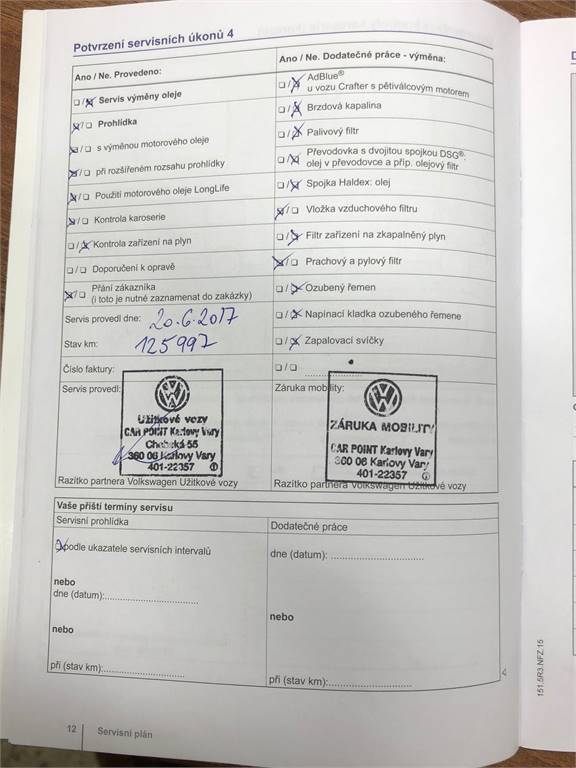 Potvrzení servisních úkonů 4
Ano / Ne. Provedeno:
❏ / ☒ Servis výměny oleje
☒ / ❏ Prohlídka
☒ / ❏ s výměnou motorového oleje
☒ / ❏ při rozšířeném rozsahu prohlídky
☒ / ❏ Použití motorového oleje LongLife
☒ / ❏ Kontrola karoserie
❏ / ☒ Kontrola zařízení na plyn
❏ / ❏ Doporučení k opravě
☒ / ❏ Přání zákazníka
(i toto je nutné zaznamenat do zakázky)
Servis provedl dne: 20.6.2017
Stav km: 125997
Číslo faktury:
Servis provedl:
Užitkové vozy
CAR POINT Karlovy Vary
Chebská 55
360 06 Karlovy Vary
401-22357 ①
Razítko partnera Volkswagen Užitkové vozy
Ano / Ne. Dodatečné práce - výměna:
❏ / ☒ AdBlue®
u vozu Crafter s pětiválcovým motorem
❏ / ☒ Brzdová kapalina
❏ / ☒ Palivový filtr
❏ / ☒ Převodovka s dvojitou spojkou DSG®:
olej v převodovce a příp. olejový filtr
❏ / ☒ Spojka Haldex: olej
☒ / ❏ Vložka vzduchového filtru
❏ / ☒ Filtr zařízení na zkapalněný plyn
☒ / ❏ Prachový a pylový filtr
❏ / ☒ Ozubený řemen
❏ / ☒ Napínací kladka ozubeného řemene
❏ / ☒ Zapalovací svíčky
❏ / ❏ ....................
Záruka mobility:
ZÁRUKA MOBILITY
CAR POINT Karlovy Vary
360 06 Karlovy Vary
401-22357 ①
Razítko partnera Volkswagen Užitkové vozy
Vaše příští termíny servisu
Servisní prohlídka
☒ podle ukazatele servisních intervalů
nebo
dne (datum):..............................
nebo
při (stav km):..............................
Dodatečné práce
dne (datum): ..............................
nebo
při (stav km):..............................
12
Servisní plán
151.5R3.NFZ.15